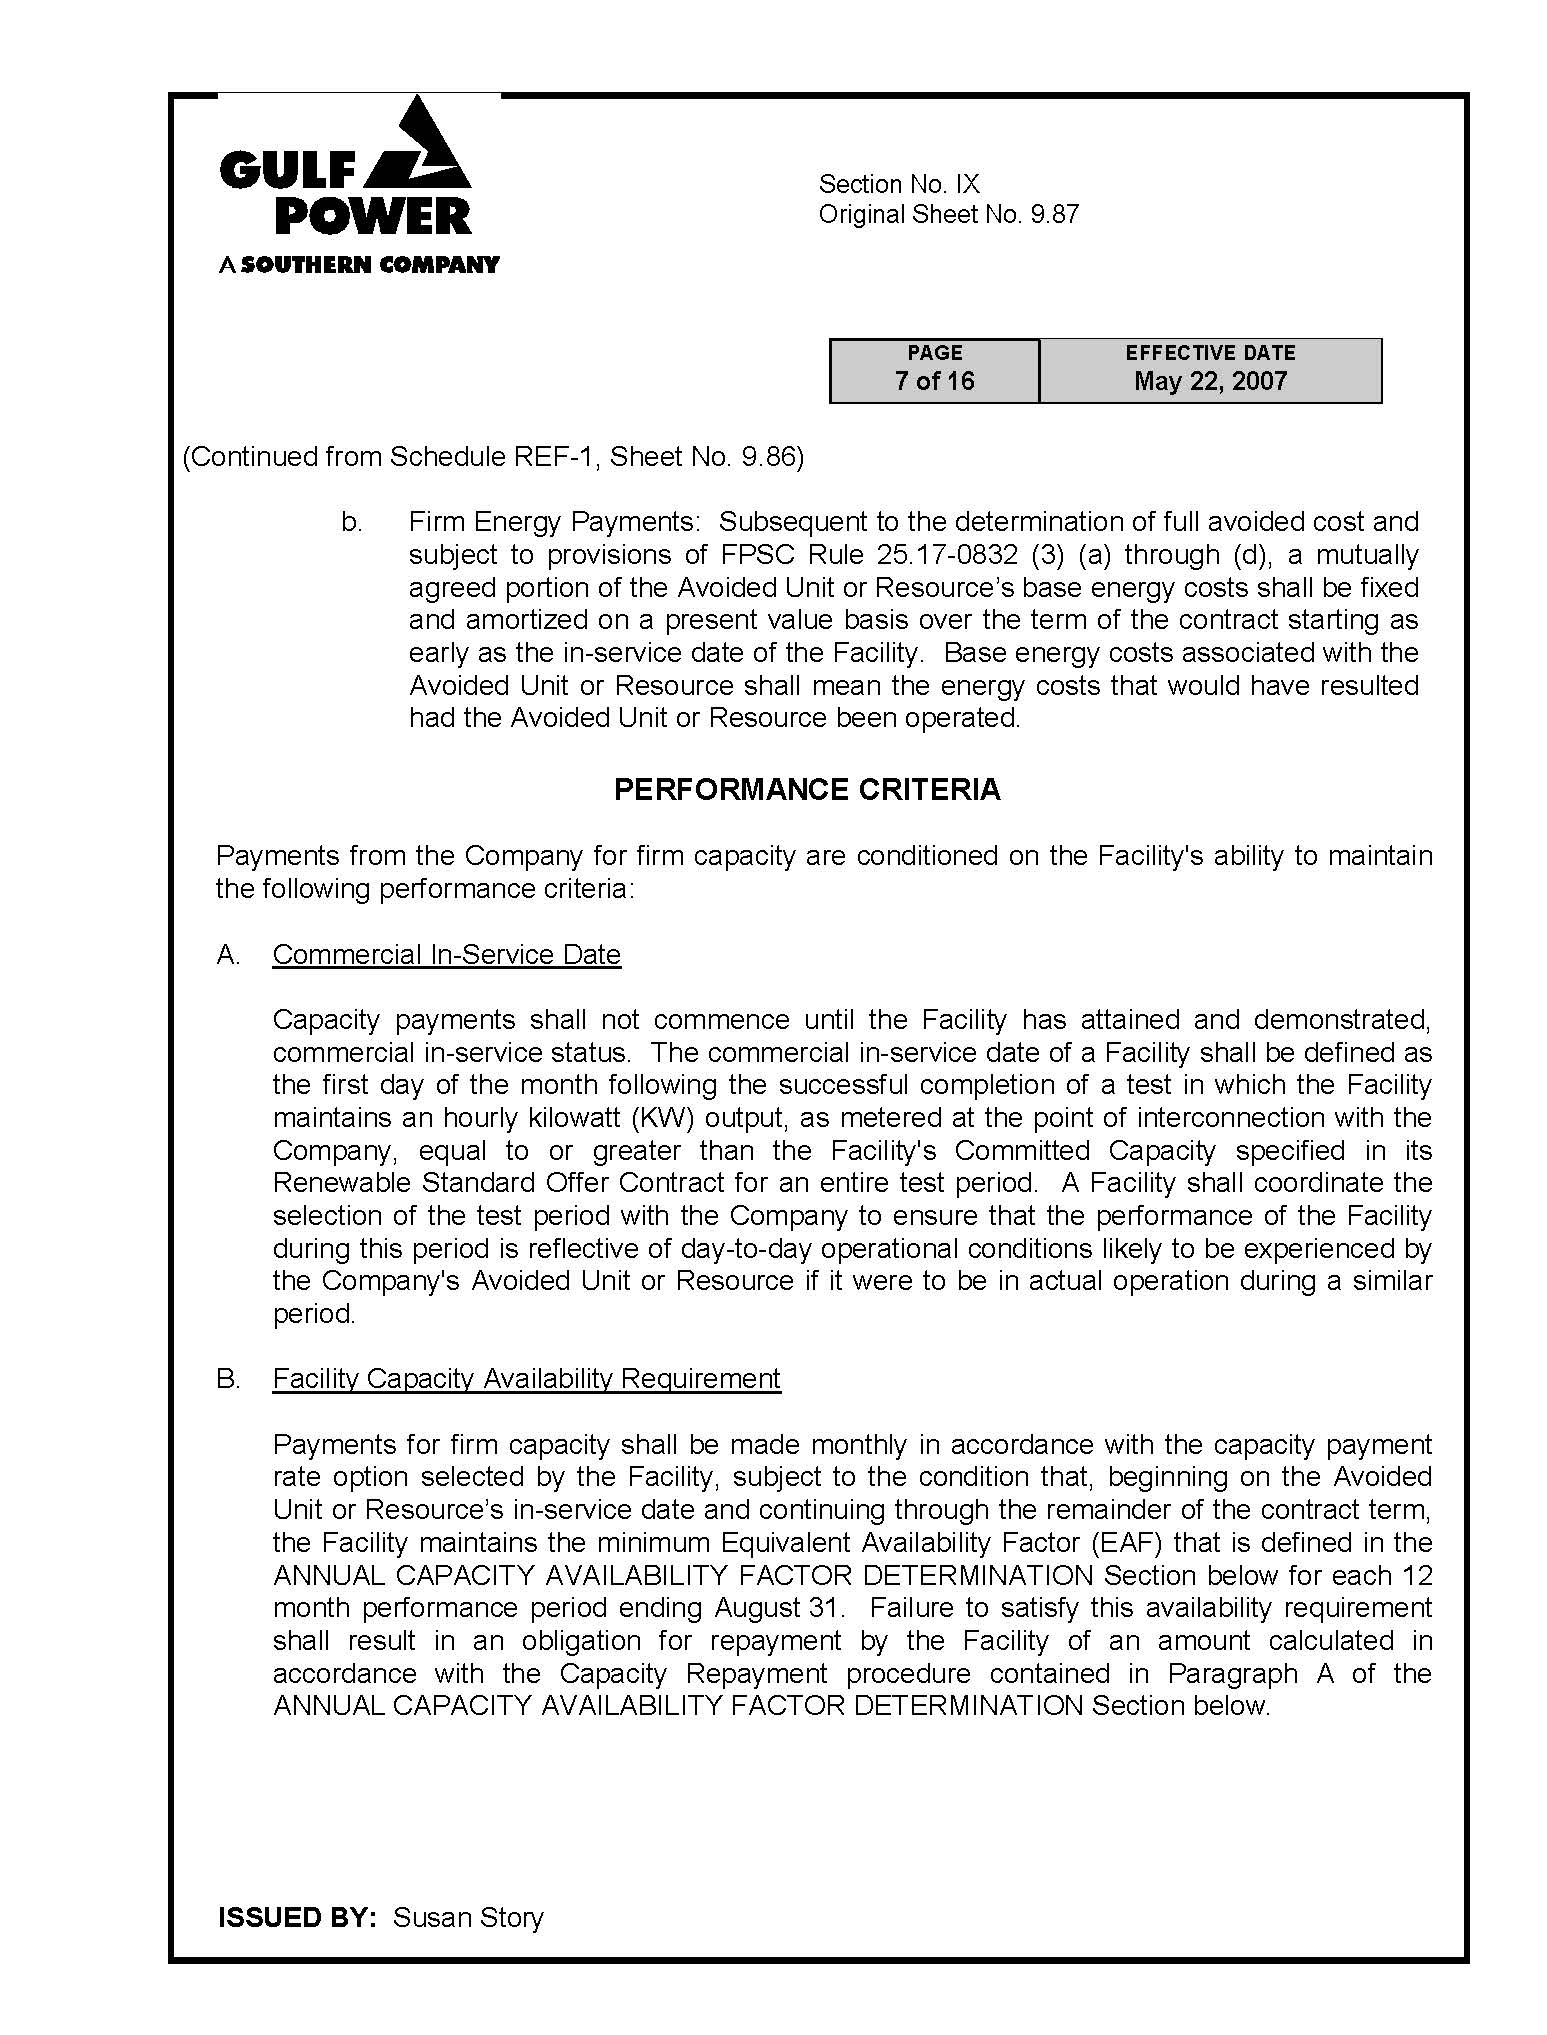 GULF
POWER
A SOUTHERN COMPANY
Section No. IX
Original Sheet No. 9.87
PAGE
7 of 16
EFFECTIVE DATE
May 22, 2007
(Continued from Schedule REF-1, Sheet No. 9.86)
b. Firm Energy Payments: Subsequent to the determination of full avoided cost and
subject to provisions of FPSC Rule 25.17-0832 (3) (a) through (d), a mutually
agreed portion of the Avoided Unit or Resource’s base energy costs shall be fixed
and amortized on a present value basis over the term of the contract starting as
early as the in-service date of the Facility. Base energy costs associated with the
Avoided Unit or Resource shall mean the energy costs that would have resulted
had the Avoided Unit or Resource been operated.
PERFORMANCE CRITERIA
Payments from the Company for firm capacity are conditioned on the Facility's ability to maintain
the following performance criteria:
A. Commercial In-Service Date
Capacity payments shall not commence until the Facility has attained and demonstrated,
commercial in-service status. The commercial in-service date of a Facility shall be defined as
the first day of the month following the successful completion of a test in which the Facility
maintains an hourly kilowatt (KW) output, as metered at the point of interconnection with the
Company, equal to or greater than the Facility's Committed Capacity specified in its
Renewable Standard Offer Contract for an entire test period. A Facility shall coordinate the
selection of the test period with the Company to ensure that the performance of the Facility
during this period is reflective of day-to-day operational conditions likely to be experienced by
the Company's Avoided Unit or Resource if it were to be in actual operation during a similar
period.
B. Facility Capacity Availability Requirement
Payments for firm capacity shall be made monthly in accordance with the capacity payment
rate option selected by the Facility, subject to the condition that, beginning on the Avoided
Unit or Resource’s in-service date and continuing through the remainder of the contract term,
the Facility maintains the minimum Equivalent Availability Factor (EAF) that is defined in the
ANNUAL CAPACITY AVAILABILITY FACTOR DETERMINATION Section below for each 12
month performance period ending August 31. Failure to satisfy this availability requirement
shall result in an obligation for repayment by the Facility of an amount calculated in
accordance with the Capacity Repayment procedure contained in Paragraph A of the
ANNUAL CAPACITY AVAILABILITY FACTOR DETERMINATION Section below.
ISSUED BY: Susan Story